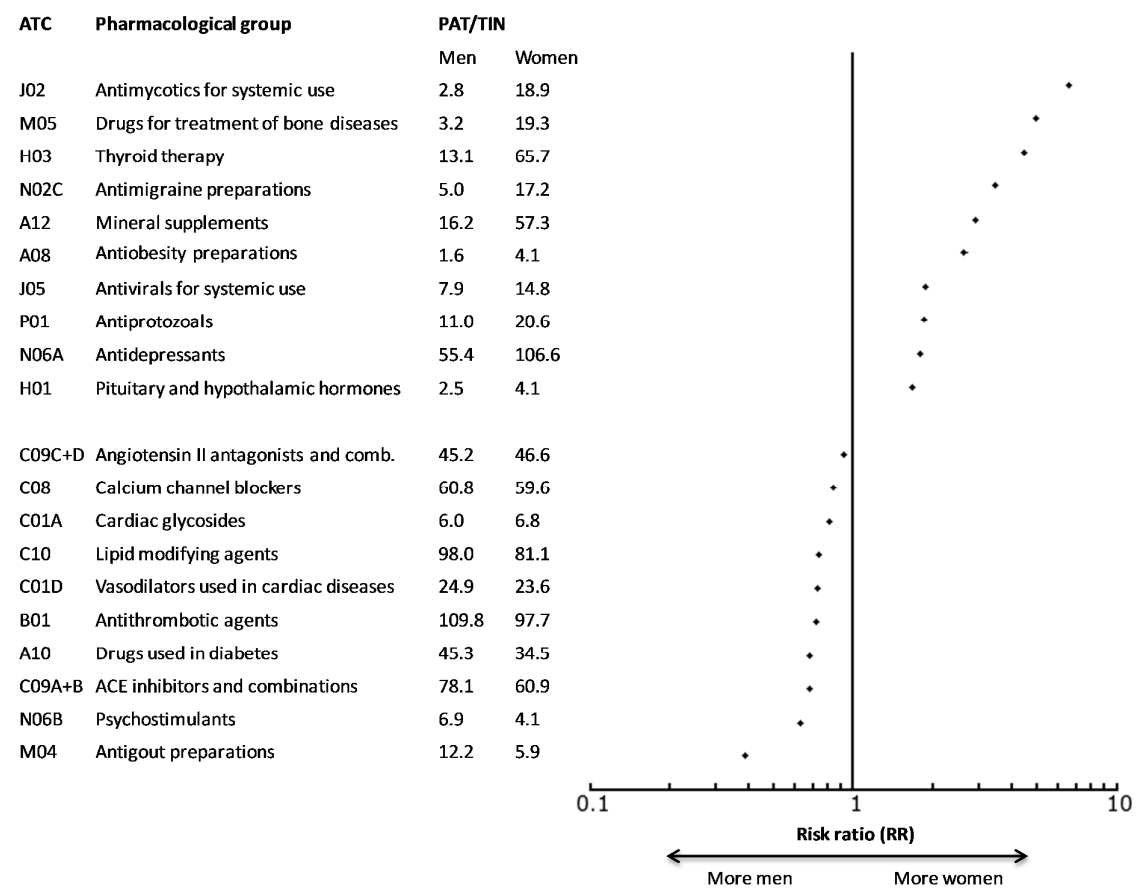 ATC Pharmacological group PAT/TIN
Men Women
J02 Antimycotics for systemic use 2.8 18.9
M05 Drugs for treatment of bone diseases 3.2 19.3
H03 Thyroid therapy 13.1 65.7
N02C Antimigraine preparations 5.0 17.2
A12 Mineral supplements 16.2 57.3
A08 Antiobesity preparations 1.6 4.1
J05 Antivirals for systemic use 7.9 14.8
P01 Antiprotozoals 11.0 20.6
N06A Antidepressants 55.4 106.6
H01 Pituitary and hypothalamic hormones 2.5 4.1
C09C+D Angiotensin II antagonists and comb. 45.2 46.6
C08 Calcium channel blockers 60.8 59.6
C01A Cardiac glycosides 6.0 6.8
C10 Lipid modifying agents 98.0 81.1
C01D Vasodilators used in cardiac diseases 24.9 23.6
B01 Antithrombotic agents 109.8 97.7
A10 Drugs used in diabetes 45.3 34.5
C09A+B ACE inhibitors and combinations 78.1 60.9
N06B Psychostimulants 6.9 4.1
M04 Antigout preparations 12.2 5.9
0.1 1 10
Risk ratio (RR)
More men More women